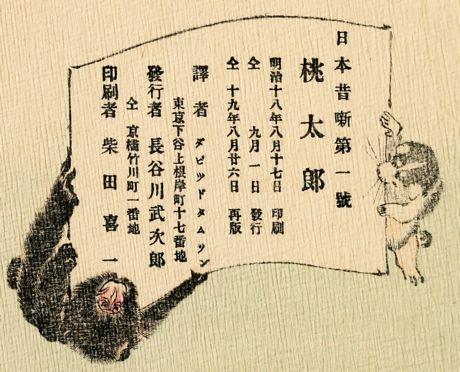 日本昔噺第一號
桃太郎
明治十八年八月十七日 印刷
仝 九月一日 發行
仝 十九年八月廿六日 再版
譯者 ダビッドタムソン
東京下谷上根岸町十七番地
發行者 長谷川武次郎
仝 京橋竹川町一番地
印刷者 柴田喜一